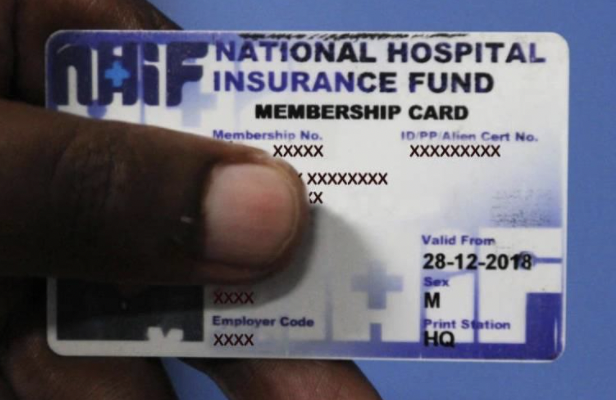 NHIF NATIONAL HOSPITAL
INSURANCE FUND
MEMBERSHIP CARD
Membership No. ID/PP/Alien Cert No.
XXXXX XXXXXXXXX
XXXXXXXX
XX
Valid From
28-12-2018
Sex
XXXX M
Employer Code Print Station
XXXX HQ